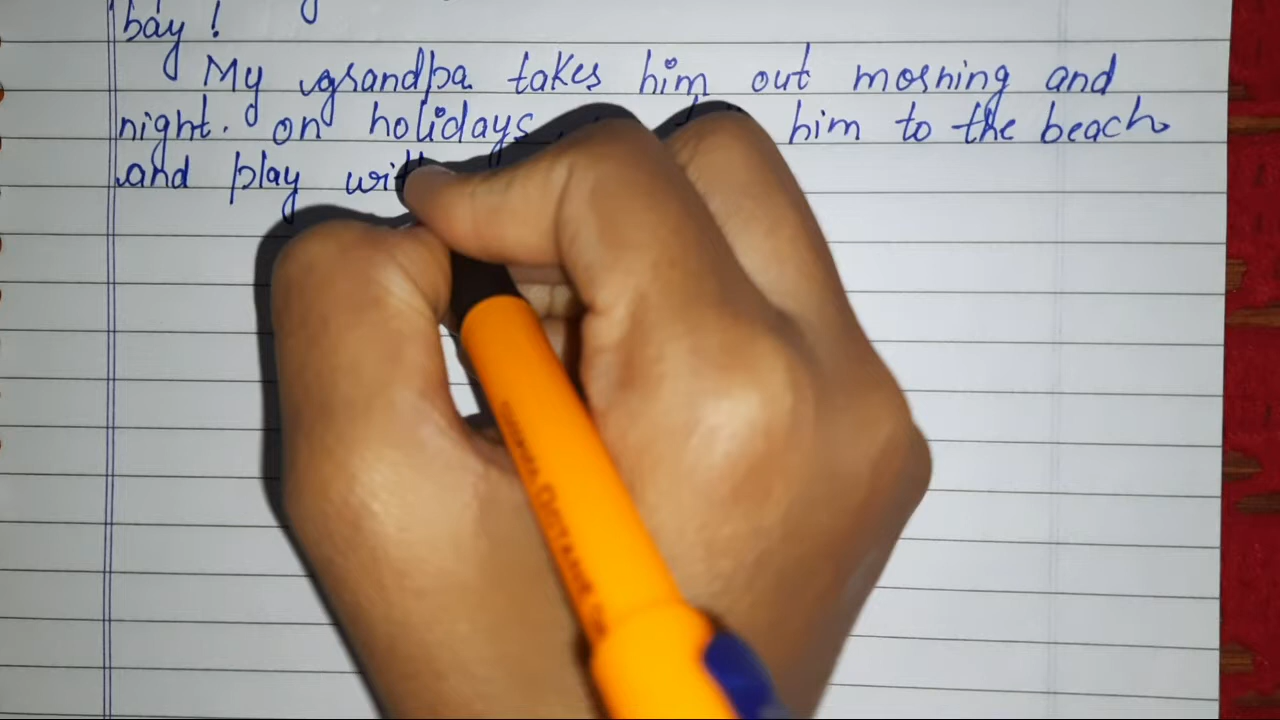 bay !
My grandpa takes him out morning and
night. on holidays him to the beach
and play